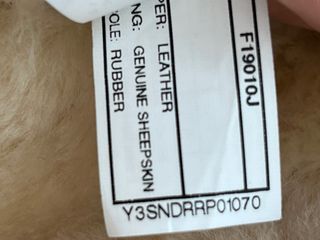 F19010J
PER: LEATHER
NG: GENUINE SHEEPSKIN
OLE: RUBBER
Y3SNDRRP01070